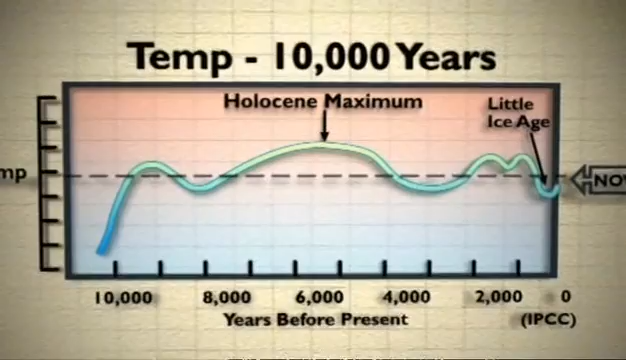 Temp - 10,000 Years
Holocene Maximum
Little
Ice Age
10,000 8,000 6,000 4,000 2,000 0
Years Before Present (IPCC)